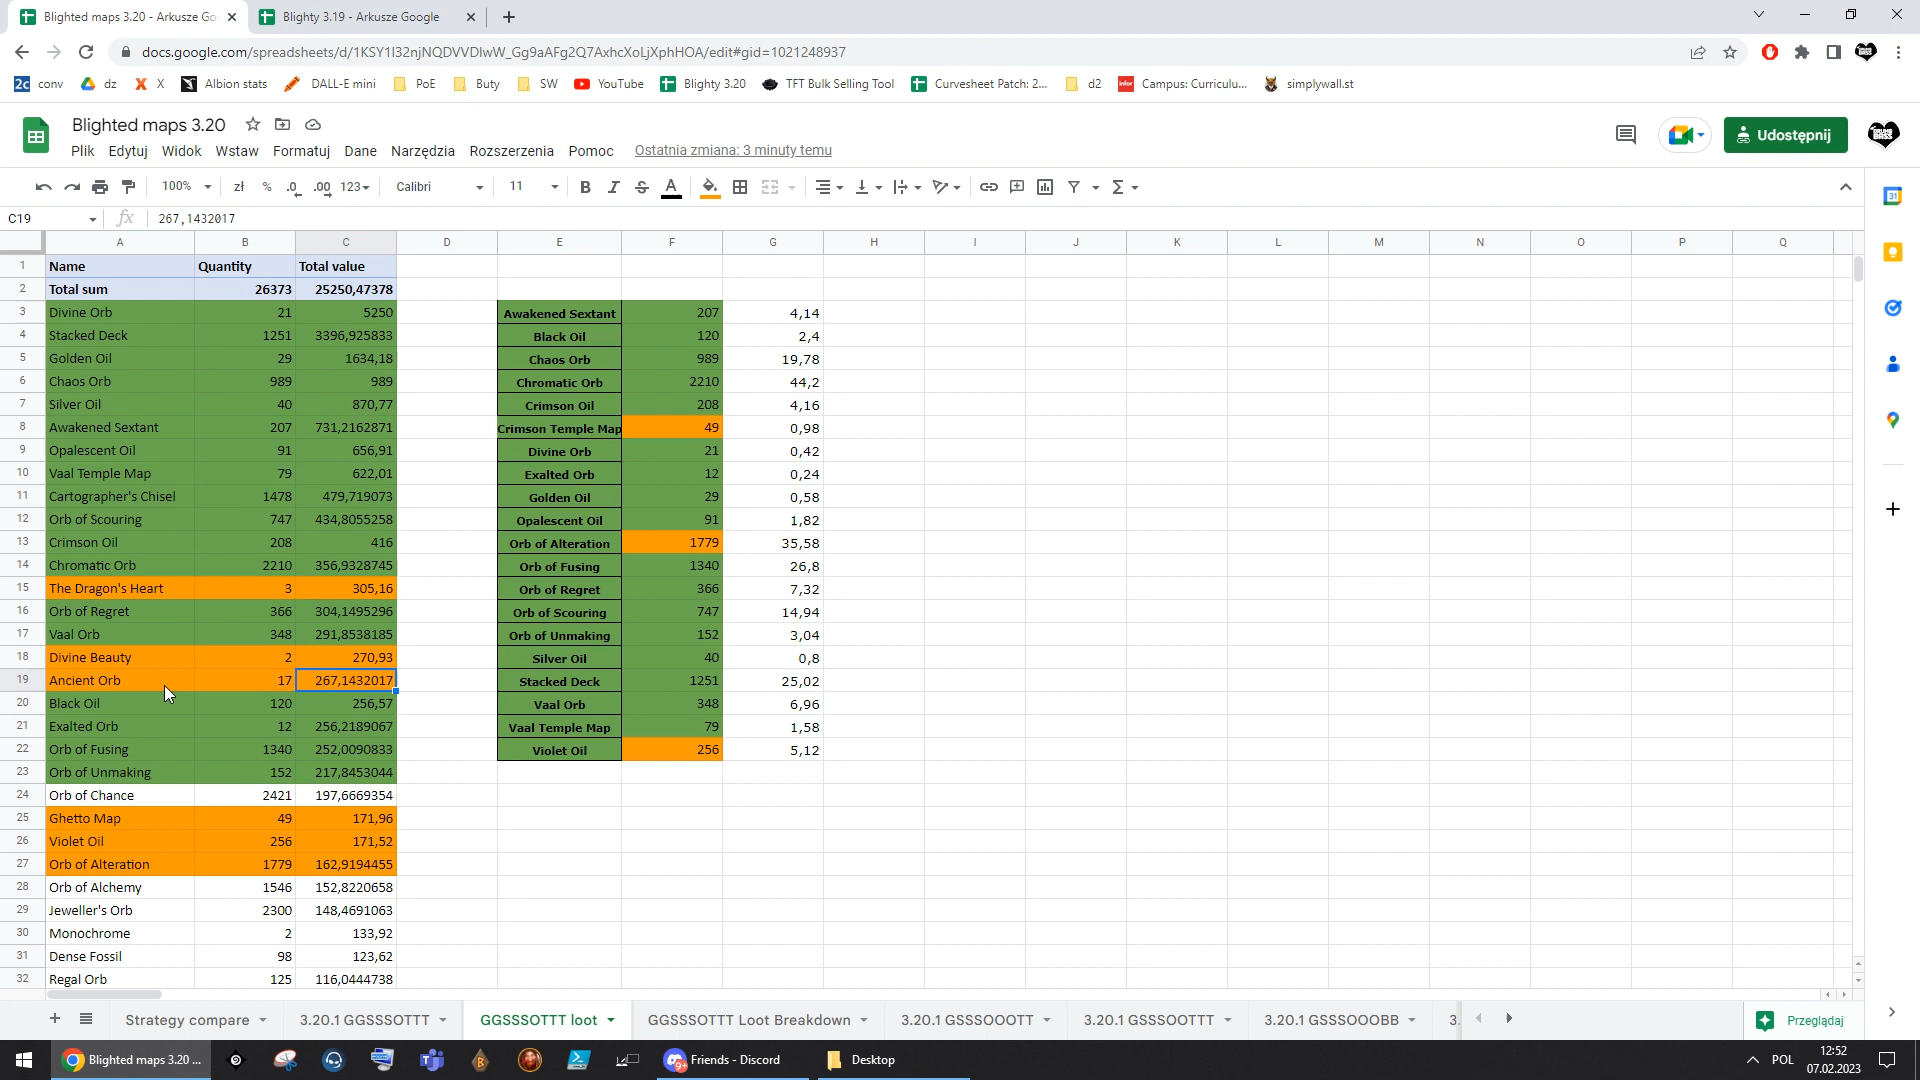 Blighted maps 3.20 - Arkusze Go
Blighty 3.19 - Arkusze Google
docs.google.com/spreadsheets/d/1KSY1I32njNQDVVDlwW_Gg9aAFg2Q7AxhcXoLjXphHOA/edit#gid=1021248937
conv dz X Albion stats DALL-E mini PoE Buty SW YouTube Blighty 3.20 TFT Bulk Selling Tool Curvesheet Patch: 2... d2 Campus: Curriculu... simplywall.st
Blighted maps 3.20
Plik Edytuj Widok Wstaw Formatuj Dane Narzędzia Rozszerzenia Pomoc Ostatnia zmiana: 3 minuty temu
Udostępnij
100% zł % .0 .00 123 Calibri 11 B I S A
C19 fx 267,1432017
A B C D E F G H I J K L M N O P Q
1 Name Quantity Total value
2 Total sum 26373 25250,47378
3 Divine Orb 21 5250 Awakened Sextant 207 4,14
4 Stacked Deck 1251 3396,925833 Black Oil 120 2,4
5 Golden Oil 29 1634,18 Chaos Orb 989 19,78
6 Chaos Orb 989 989 Chromatic Orb 2210 44,2
7 Silver Oil 40 870,77 Crimson Oil 208 4,16
8 Awakened Sextant 207 731,2162871 Crimson Temple Map 49 0,98
9 Opalescent Oil 91 656,91 Divine Orb 21 0,42
10 Vaal Temple Map 79 622,01 Exalted Orb 12 0,24
11 Cartographer's Chisel 1478 479,719073 Golden Oil 29 0,58
12 Orb of Scouring 747 434,8055258 Opalescent Oil 91 1,82
13 Crimson Oil 208 416 Orb of Alteration 1779 35,58
14 Chromatic Orb 2210 356,9328745 Orb of Fusing 1340 26,8
15 The Dragon's Heart 3 305,16 Orb of Regret 366 7,32
16 Orb of Regret 366 304,1495296 Orb of Scouring 747 14,94
17 Vaal Orb 348 291,8538185 Orb of Unmaking 152 3,04
18 Divine Beauty 2 270,93 Silver Oil 40 0,8
19 Ancient Orb 17 267,1432017 Stacked Deck 1251 25,02
20 Black Oil 120 256,57 Vaal Orb 348 6,96
21 Exalted Orb 12 256,2189067 Vaal Temple Map 79 1,58
22 Orb of Fusing 1340 252,0090833 Violet Oil 256 5,12
23 Orb of Unmaking 152 217,8453044
24 Orb of Chance 2421 197,6669354
25 Ghetto Map 49 171,96
26 Violet Oil 256 171,52
27 Orb of Alteration 1779 162,9194455
28 Orb of Alchemy 1546 152,8220658
29 Jeweller's Orb 2300 148,4691063
30 Monochrome 2 133,92
31 Dense Fossil 98 123,62
32 Regal Orb 125 116,0444738
Strategy compare 3.20.1 GGSSSOTTT GGSSSOTTT loot GGSSSOTTT Loot Breakdown 3.20.1 GSSSOOOTT 3.20.1 GSSSOOTTT 3.20.1 GSSSOOOBB 3. Przeglądaj
Blighted maps 3.20 ... Friends - Discord Desktop POL 12:52
07.02.2023